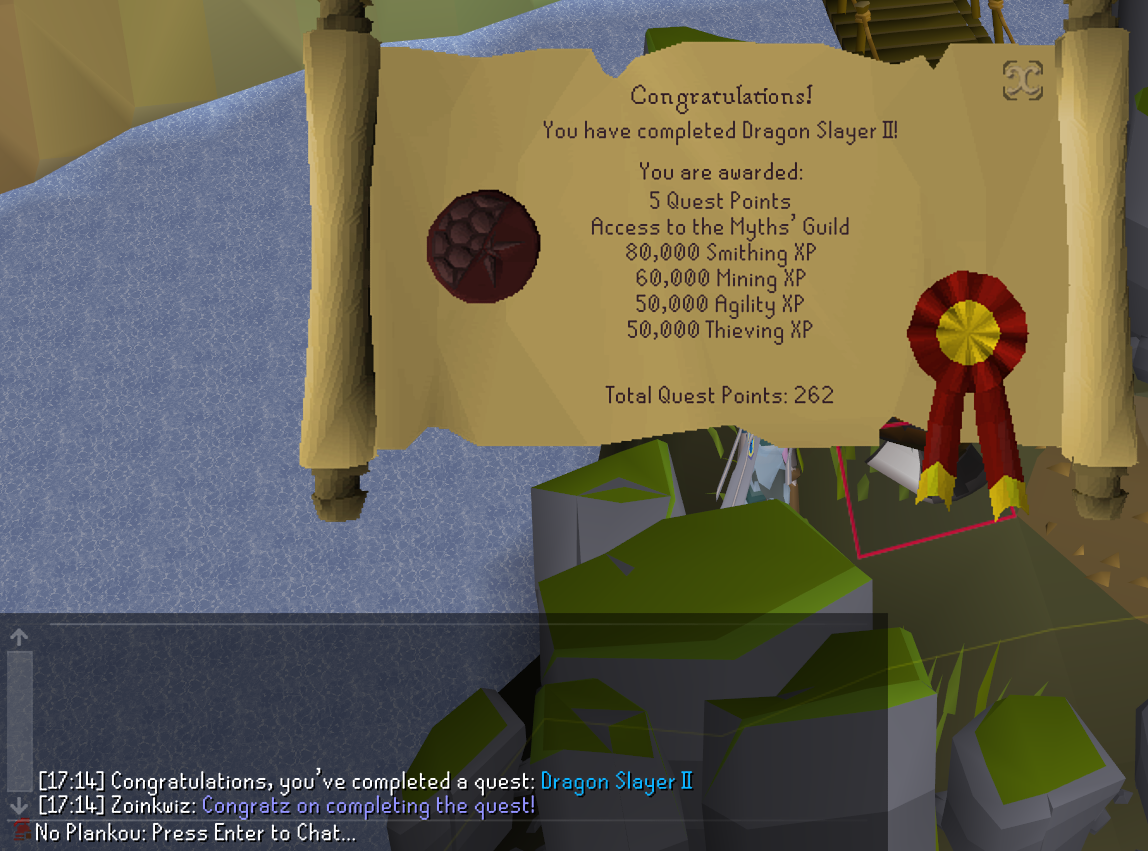 Congratulations!
You have completed Dragon Slayer II!
You are awarded:
5 Quest Points
Access to the Myths' Guild
80,000 Smithing XP
60,000 Mining XP
50,000 Agility XP
50,000 Thieving XP
Total Quest Points: 262
[17:14] Congratulations, you've completed a quest: Dragon Slayer II
[17:14] Zoinkwiz: Congratz on completing the quest!
No Plankou: Press Enter to Chat...